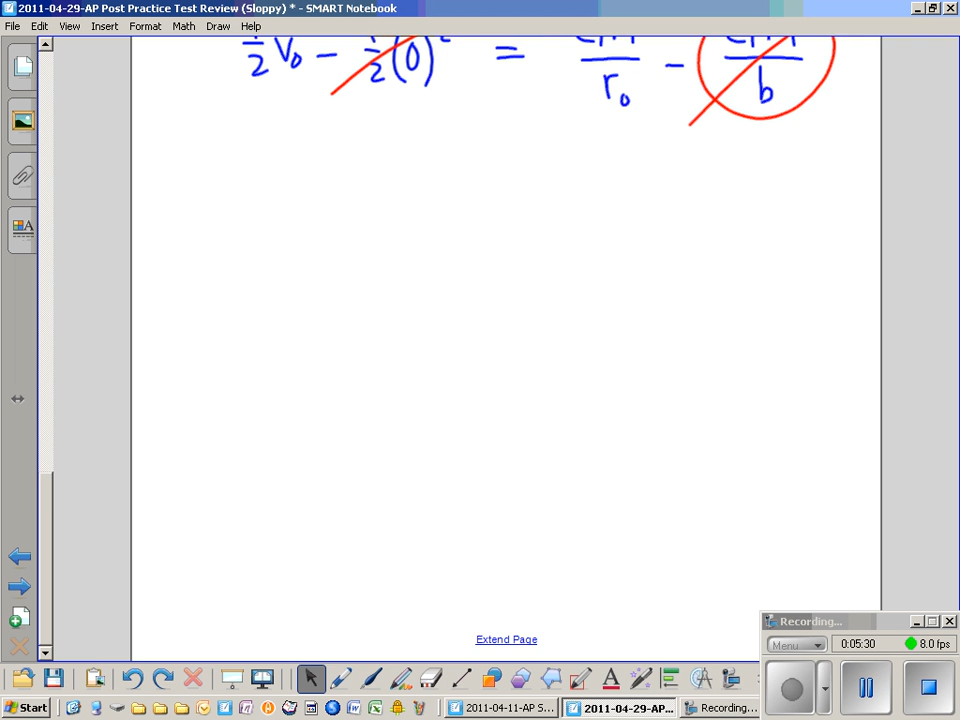 2011-04-29-AP Post Practice Test Review (Sloppy) * - SMART Notebook
File Edit View Insert Format Math Draw Help
1/2 V₀ - 1/2 (0)² = /r₀ - /b
Extend Page
Recording...
Menu 0:05:30 8.0 fps
Start 2011-04-11-AP S... 2011-04-29-AP... Recording...